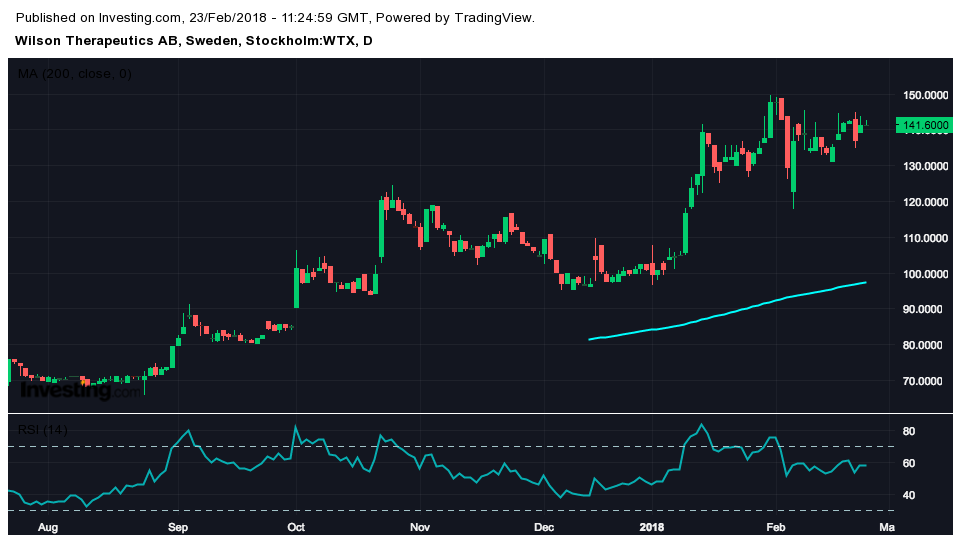 Published on Investing.com, 23/Feb/2018 - 11:24:59 GMT, Powered by TradingView.
Wilson Therapeutics AB, Sweden, Stockholm:WTX, D
MA (200, close, 0)
150.0000
141.6000
130.0000
120.0000
110.0000
100.0000
90.0000
80.0000
70.0000
Investing.com
RSI (14)
80
60
40
Aug Sep Oct Nov Dec 2018 Feb Ma